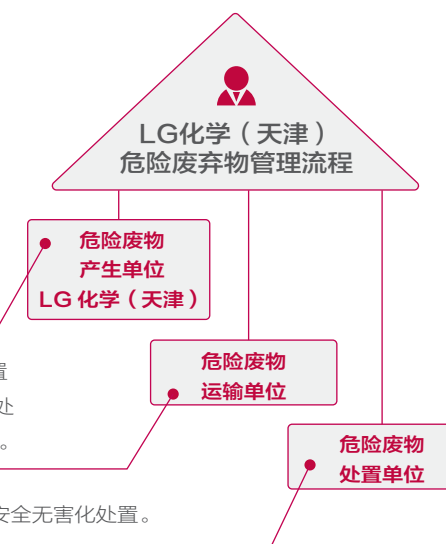 LG化学（天津）
危险废弃物管理流程
危险废物
产生单位
LG 化学（天津）
置
处
。
危险废物
运输单位
危险废物
处置单位
安全无害化处置。